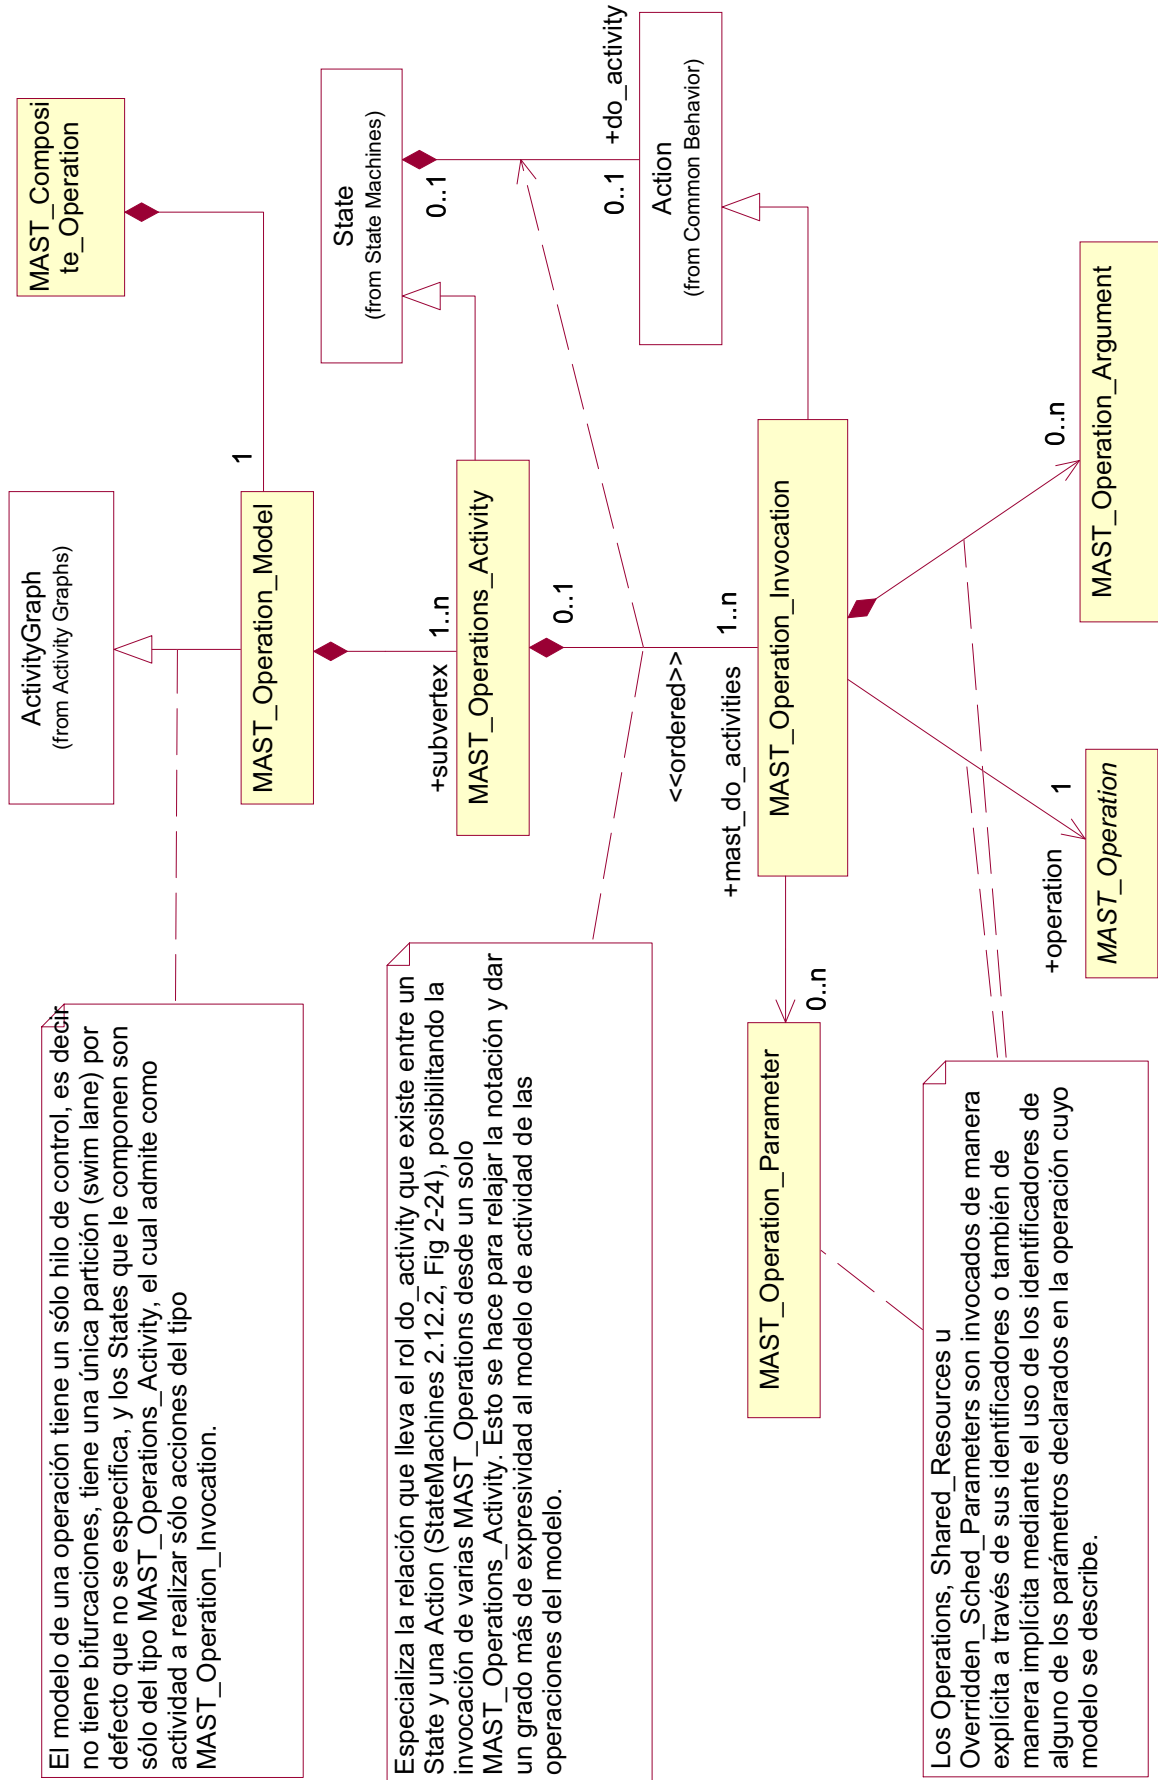 El modelo de una operación tiene un sólo hilo de control, es decir
no tiene bifurcaciones, tiene una única partición (swim lane) por
defecto que no se especifica, y los States que le componen son
sólo del tipo MAST_Operations_Activity, el cual admite como
actividad a realizar sólo acciones del tipo
MAST_Operation_Invocation.
ActivityGraph
(from Activity Graphs)
MAST_Composi
te_Operation
1
MAST_Operation_Model
Especializa la relación que lleva el rol do_activity que existe entre un
State y una Action (StateMachines 2.12.2, Fig 2-24), posibilitando la
invocación de varias MAST_Operations desde un solo
MAST_Operations_Activity. Esto se hace para relajar la notación y dar
un grado más de expresividad al modelo de actividad de las
operaciones del modelo.
+subvertex
1..n
MAST_Operations_Activity
0..1
State
(from State Machines)
0..1
<<ordered>>
+mast_do_activities
1..n
0..1
+do_activity
Action
(from Common Behavior)
MAST_Operation_Invocation
0..n
MAST_Operation_Parameter
Los Operations, Shared_Resources u
Overridden_Sched_Parameters son invocados de manera
explícita a través de sus identificadores o también de
manera implícita mediante el uso de los identificadores de
alguno de los parámetros declarados en la operación cuyo
modelo se describe.
+operation
1
MAST_Operation
0..n
MAST_Operation_Argument